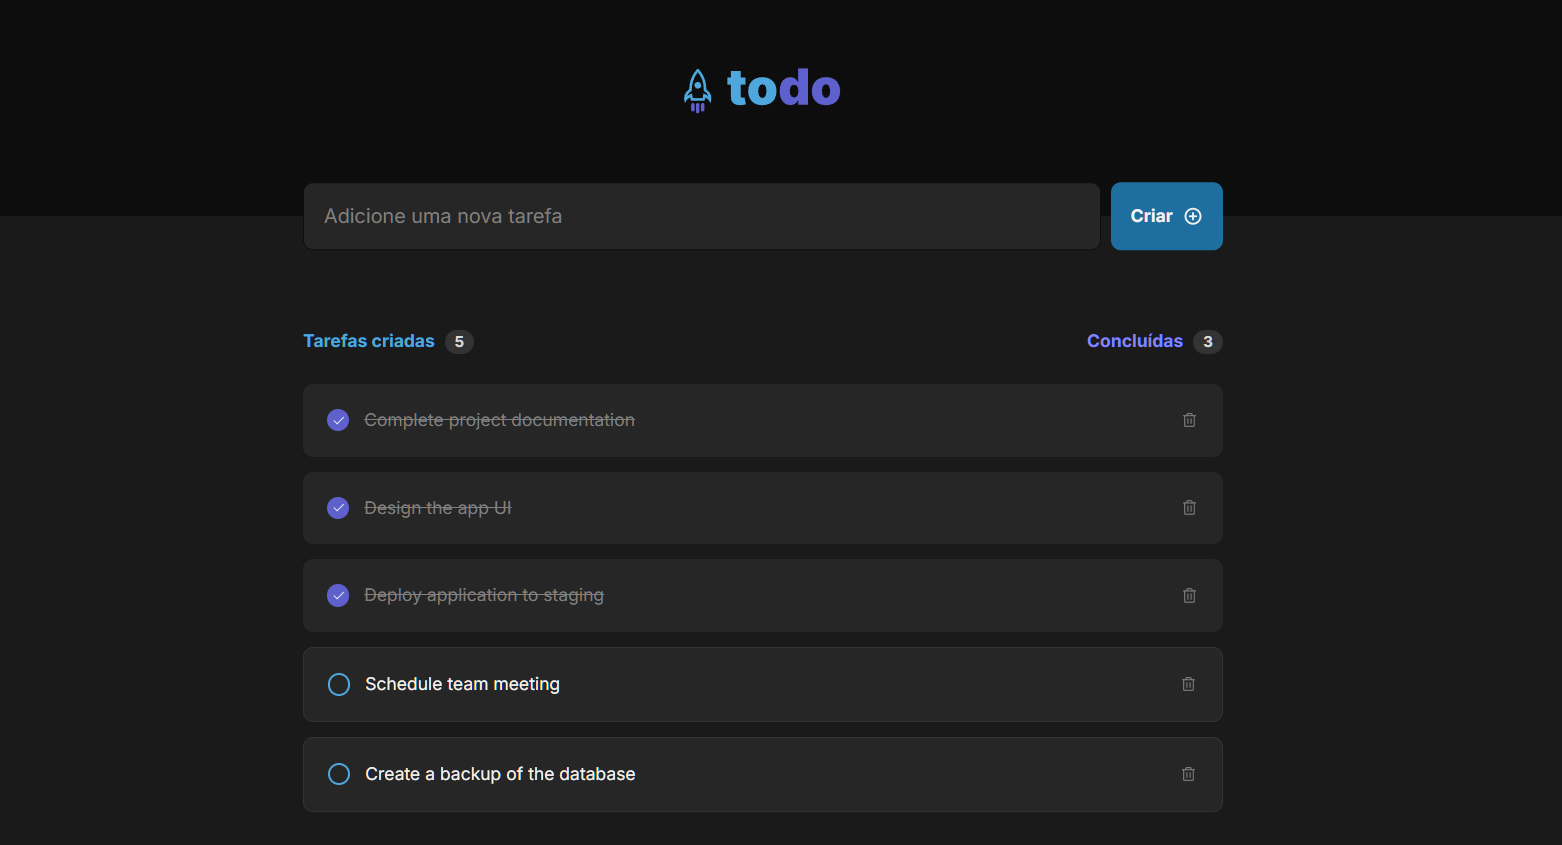 todo
Adicione uma nova tarefa
Criar
Tarefas criadas 5
Concluídas 3
Complete project documentation
Design the app UI
Deploy application to staging
Schedule team meeting
Create a backup of the database